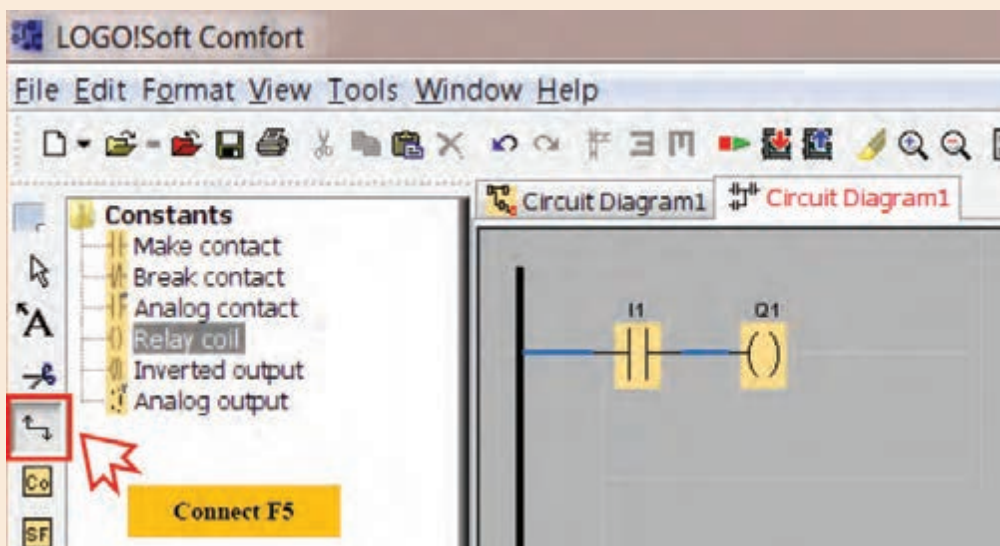 LOGO!Soft Comfort
File Edit Format View Tools Window Help
Circuit Diagram1 Circuit Diagram1
Constants
Make contact
Break contact
Analog contact
Relay coil
Inverted output
Analog output
I1 Q1
A
Co
SF
Connect F5